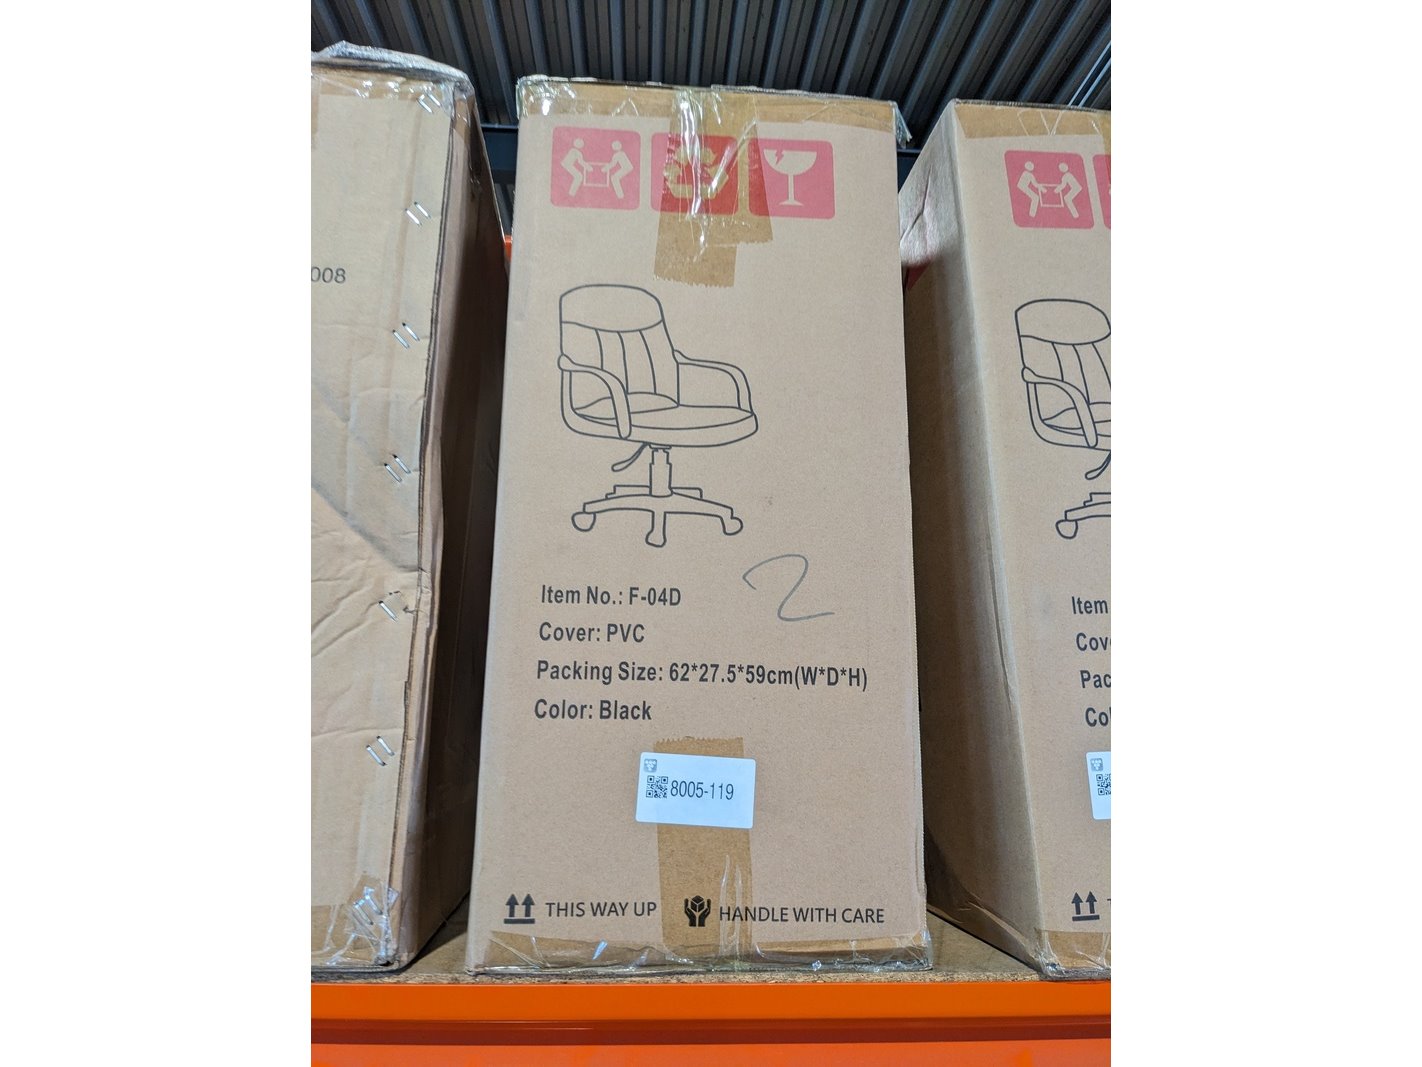 008
Item No.: F-04D
Cover: PVC
Packing Size: 62*27.5*59cm(W*D*H)
Color: Black
2
8005-119
THIS WAY UP
HANDLE WITH CARE
Item